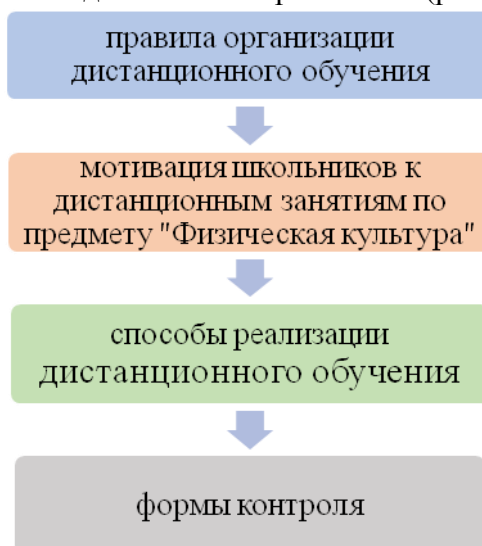 правила организации
дистанционного обучения
мотивация школьников к
дистанционным занятиям по
предмету "Физическая культура"
способы реализации
дистанционного обучения
формы контроля